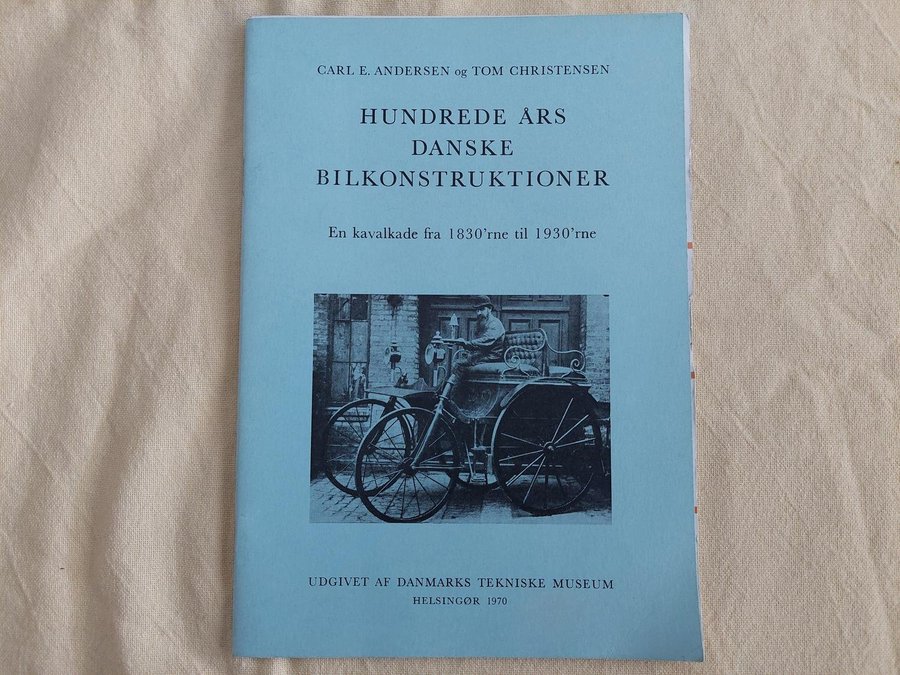 CARL E. ANDERSEN og TOM CHRISTENSEN
HUNDREDE ÅRS
DANSKE
BILKONSTRUKTIONER
En kavalkade fra 1830’rne til 1930’rne
UDGIVET AF DANMARKS TEKNISKE MUSEUM
HELSINGØR 1970